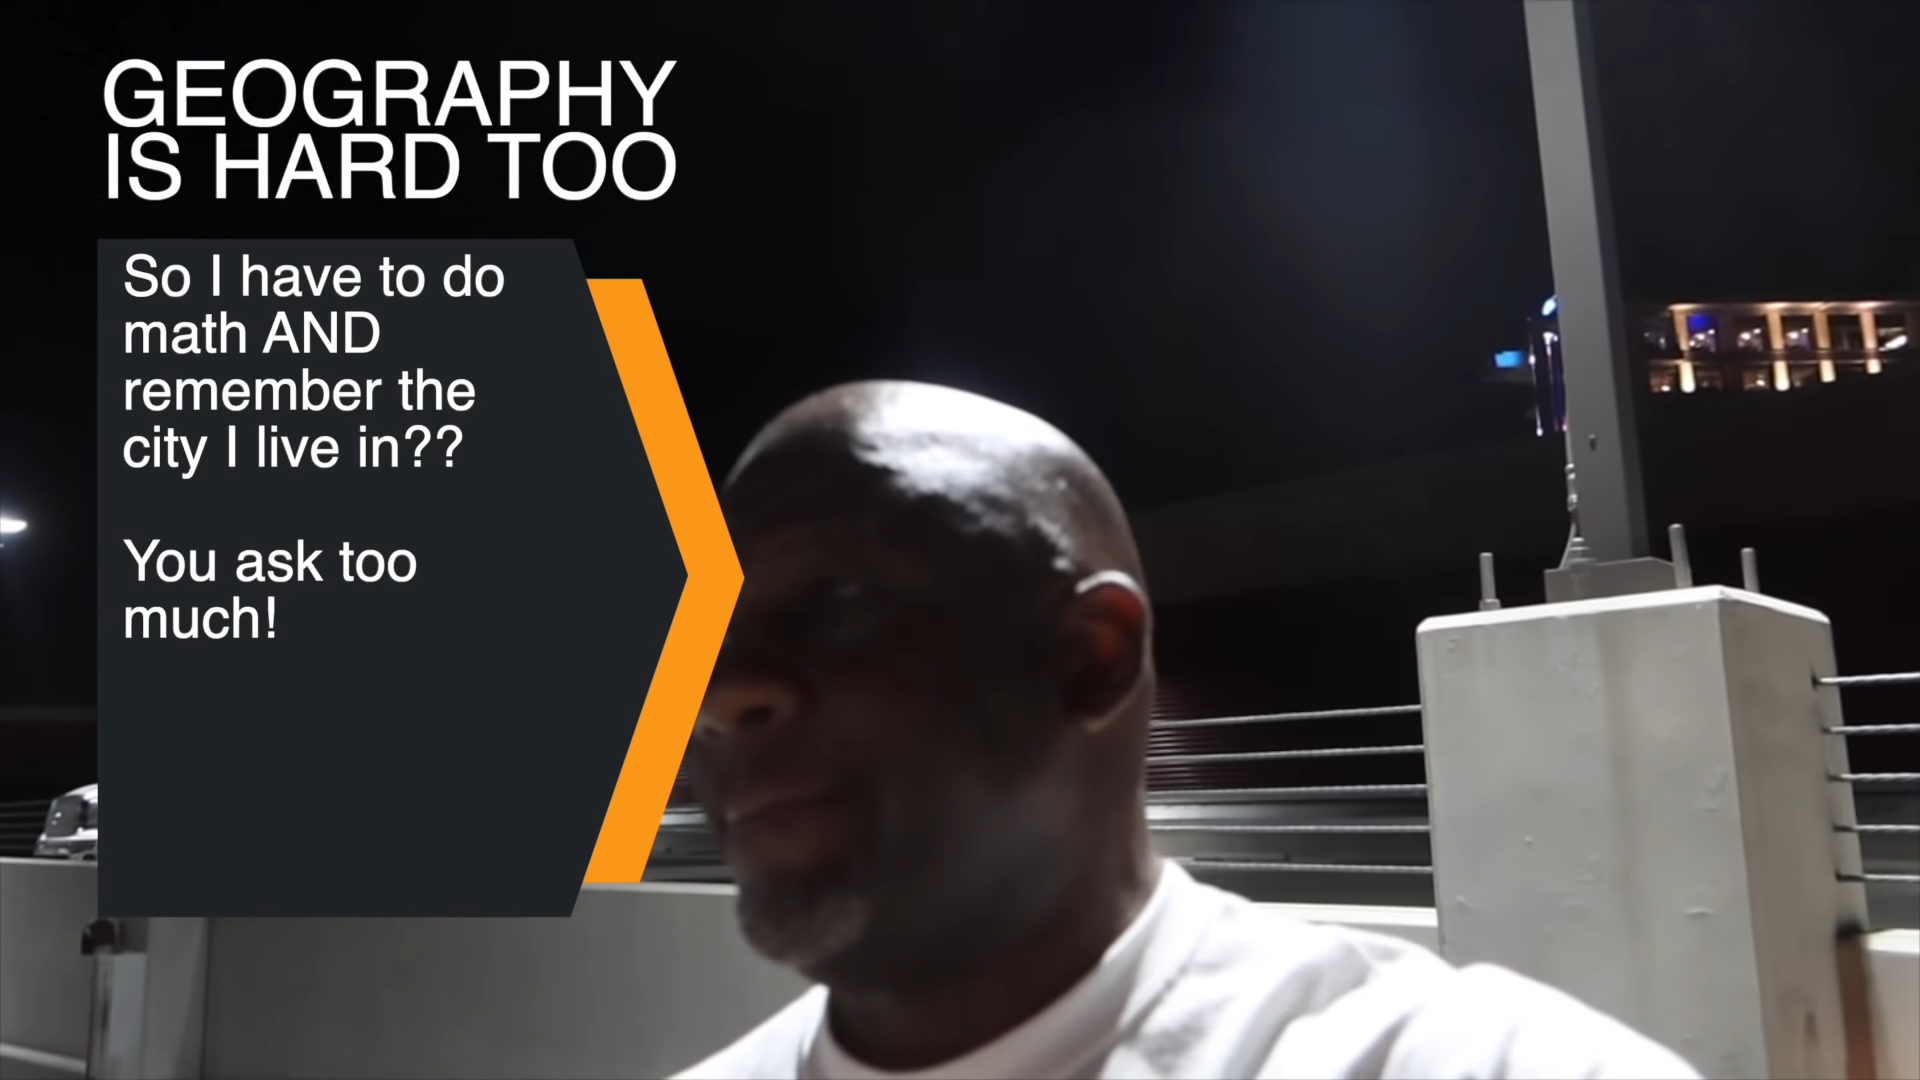 GEOGRAPHY
IS HARD TOO
So I have to do
math AND
remember the
city I live in??
You ask too
much!